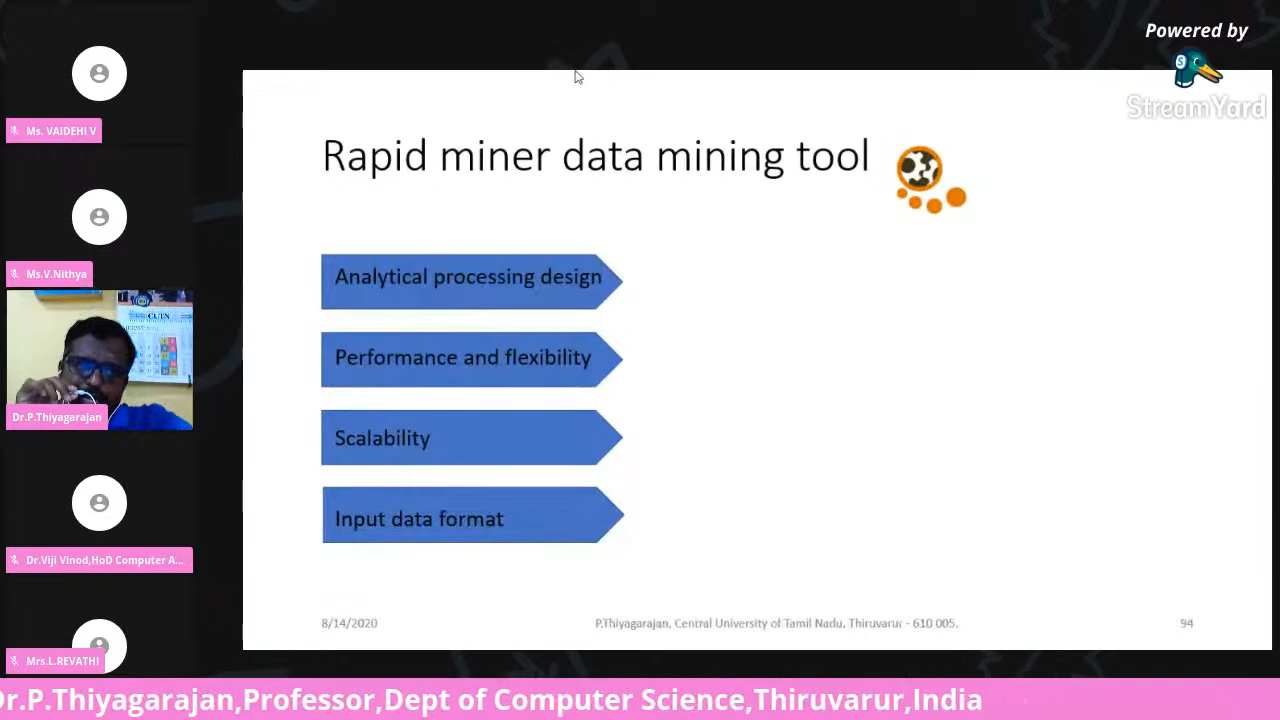 Powered by
StreamYard
Ms. VAIDEHI V
Ms.V.Nithya
CUTN
Dr.P.Thiyagarajan
Dr.Viji Vinod,HoD Computer A...
Mrs.L.REVATHI
Rapid miner data mining tool
Analytical processing design
Performance and flexibility
Scalability
Input data format
8/14/2020
P.Thiyagarajan, Central University of Tamil Nadu, Thiruvarur - 610 005.
94
Dr.P.Thiyagarajan,Professor,Dept of Computer Science,Thiruvarur,India